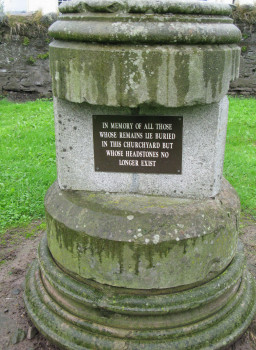 IN MEMORY OF ALL THOSE
WHOSE REMAINS LIE BURIED
IN THIS CHURCHYARD BUT
WHOSE HEADSTONES NO
LONGER EXIST